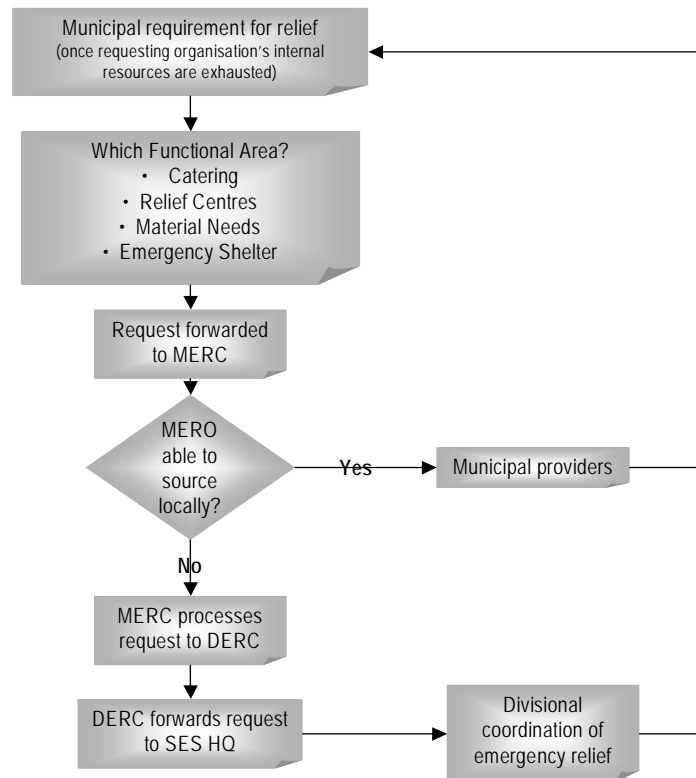 Municipal requirement for relief
(once requesting organisation's internal
resources are exhausted)
Which Functional Area?
• Catering
• Relief Centres
• Material Needs
• Emergency Shelter
Request forwarded
to MERC
MERO
able to
source
locally?
Yes
Municipal providers
No
MERC processes
request to DERC
DERC forwards request
to SES HQ
Divisional
coordination of
emergency relief